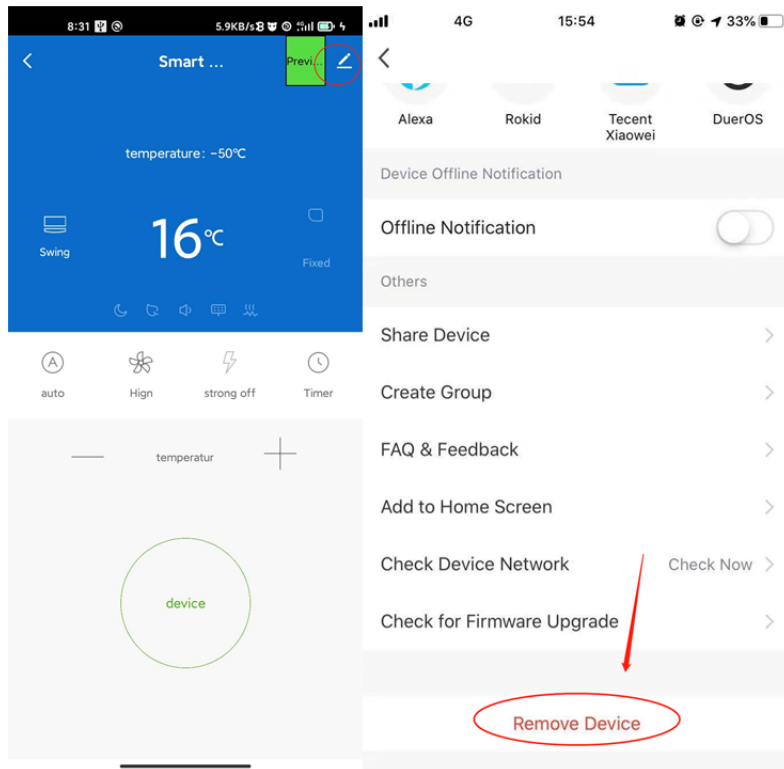 8:31
5.9KB/s
Smart ...
Previ...
temperature: -50℃
16℃
Swing
Fixed
auto
Hign
strong off
Timer
temperatur
device
4G
15:54
33%
Alexa
Rokid
Tecent
Xiaowei
DuerOS
Device Offline Notification
Offline Notification
Others
Share Device
Create Group
FAQ & Feedback
Add to Home Screen
Check Device Network
Check Now
Check for Firmware Upgrade
Remove Device